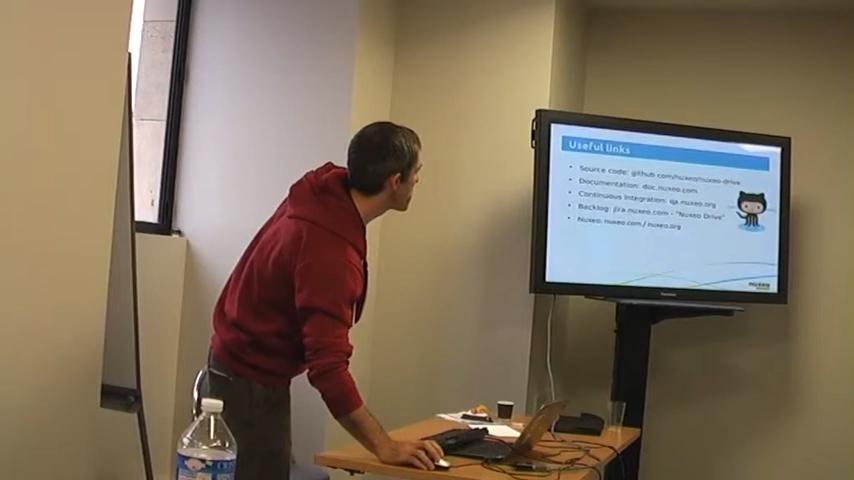 Useful links
• Source code: github.com/nuxeo/nuxeo-drive
• Documentation: doc.nuxeo.com
• Continuous Integration: qa.nuxeo.org
• Backlog: jira.nuxeo.com - "Nuxeo Drive"
• Nuxeo: nuxeo.com / nuxeo.org
nuxeo